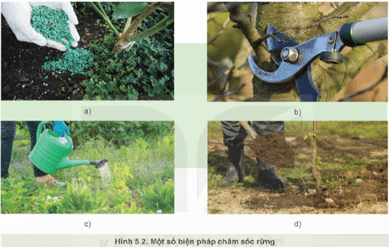 a)
b)
c)
d)
Hình 5.2. Một số biện pháp chăm sóc rừng